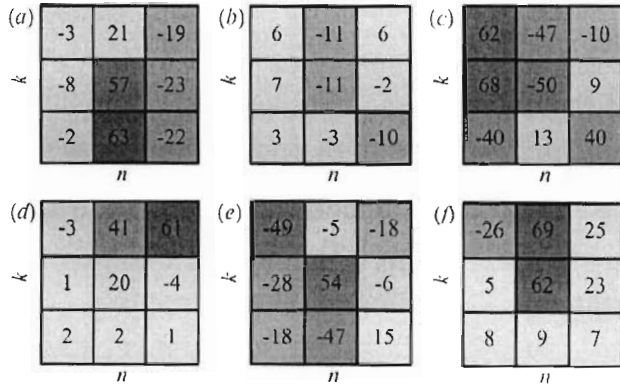 (a) -3 21 -19 (b) 6 -11 6 (c) 62 -47 -10
k -8 57 -23 k 7 -11 -2 k 68 -50 9
-2 63 -22 3 -3 -10 -40 13 40
n n n
(d) -3 41 61 (e) -49 -5 -18 (f) -26 69 25
k 1 20 -4 k -28 54 -6 k 5 62 23
2 2 1 -18 -47 15 8 9 7
n n n